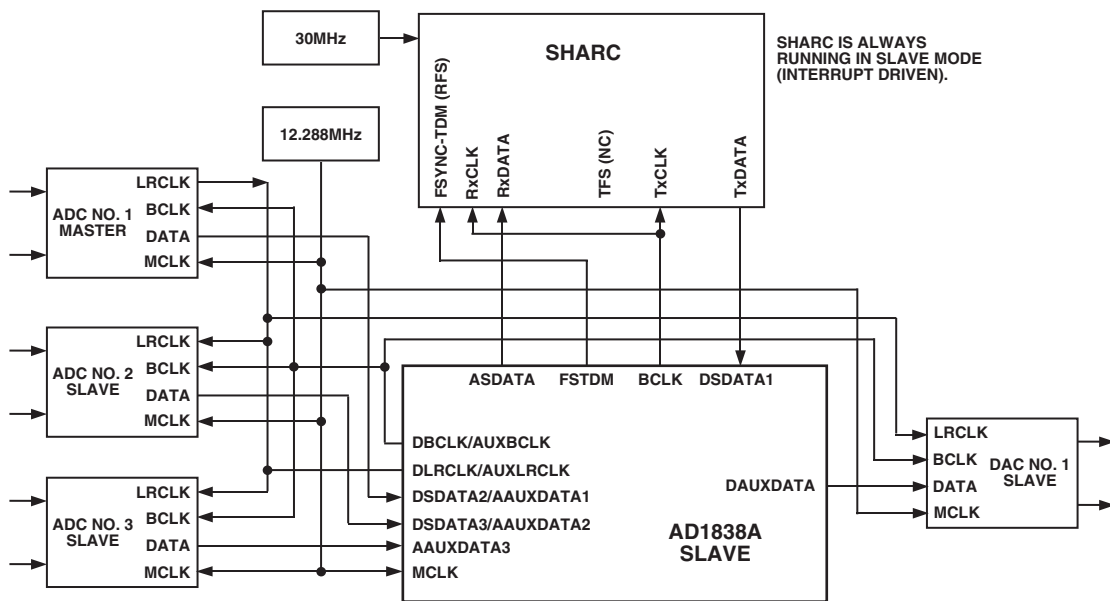 30MHz
SHARC
SHARC IS ALWAYS
RUNNING IN SLAVE MODE
(INTERRUPT DRIVEN).
12.288MHz
FSYNC-TDM (RFS)
RxCLK
RxDATA
TFS (NC)
TxCLK
TxDATA
ADC NO. 1
MASTER
LRCLK
BCLK
DATA
MCLK
ADC NO. 2
SLAVE
LRCLK
BCLK
DATA
MCLK
ADC NO. 3
SLAVE
LRCLK
BCLK
DATA
MCLK
ASDATA
FSTDM
BCLK
DSDATA1
DBCLK/AUXBCLK
DLRCLK/AUXLRCLK
DSDATA2/AAUXDATA1
DSDATA3/AAUXDATA2
AAUXDATA3
MCLK
DAUXDATA
AD1838A
SLAVE
LRCLK
BCLK
DATA
MCLK
DAC NO. 1
SLAVE